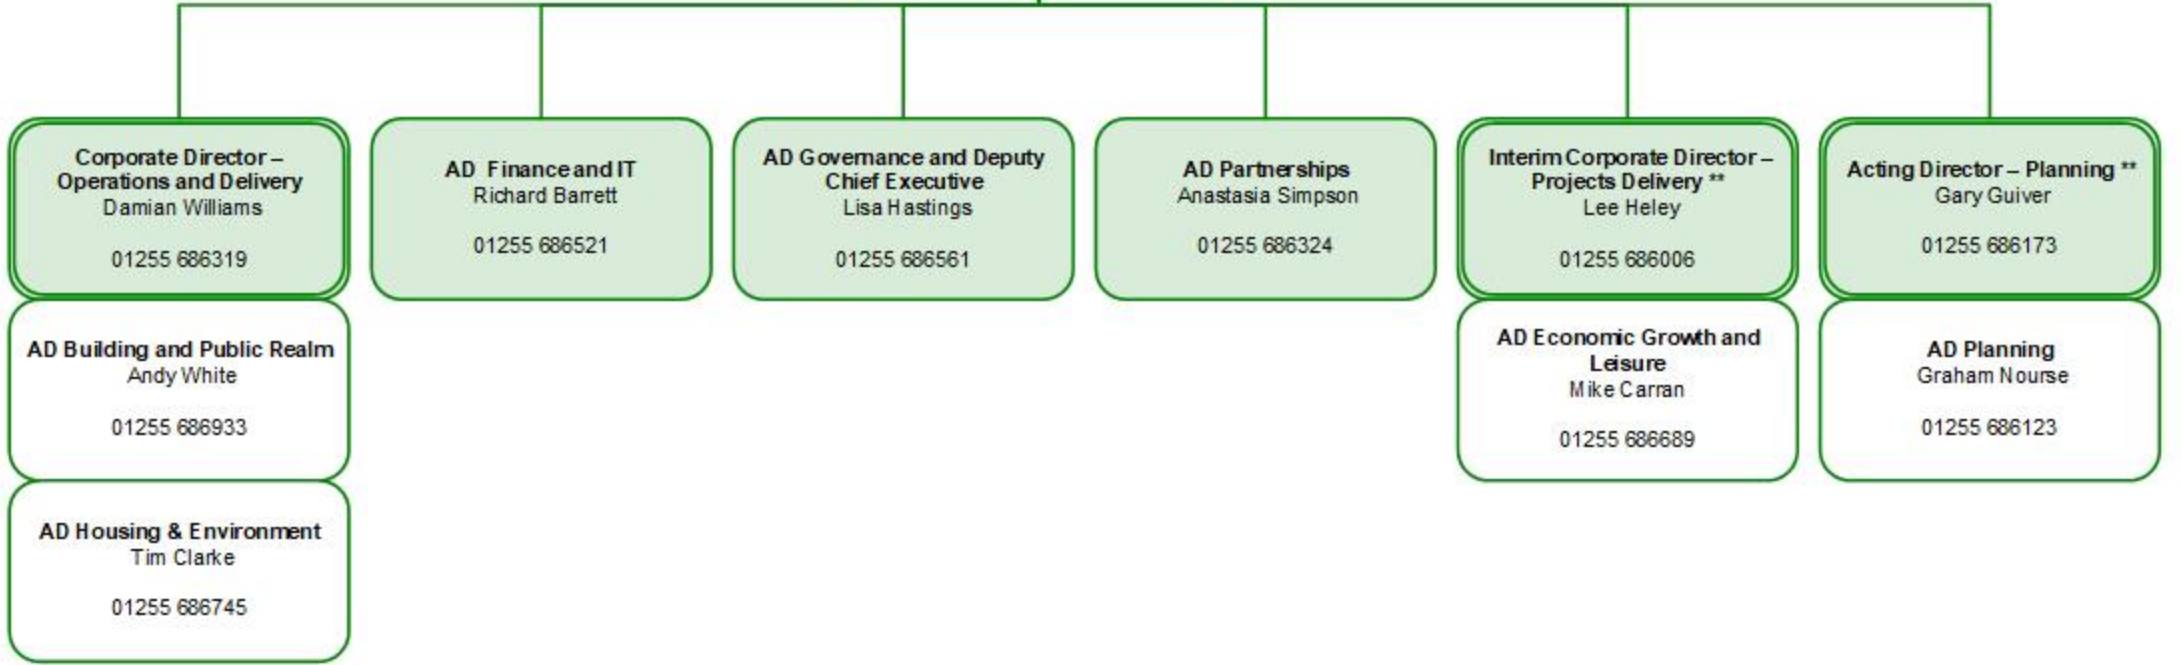 Corporate Director –
Operations and Delivery
Damian Williams
01255 686319
AD Finance and IT
Richard Barrett
01255 686521
AD Governance and Deputy
Chief Executive
Lisa Hastings
01255 686561
AD Partnerships
Anastasia Simpson
01255 686324
Interim Corporate Director –
Projects Delivery **
Lee Heley
01255 686006
Acting Director – Planning **
Gary Guiver
01255 686173
AD Building and Public Realm
Andy White
01255 686933
AD Economic Growth and
Leisure
Mike Carran
01255 686689
AD Planning
Graham Nourse
01255 686123
AD Housing & Environment
Tim Clarke
01255 686745